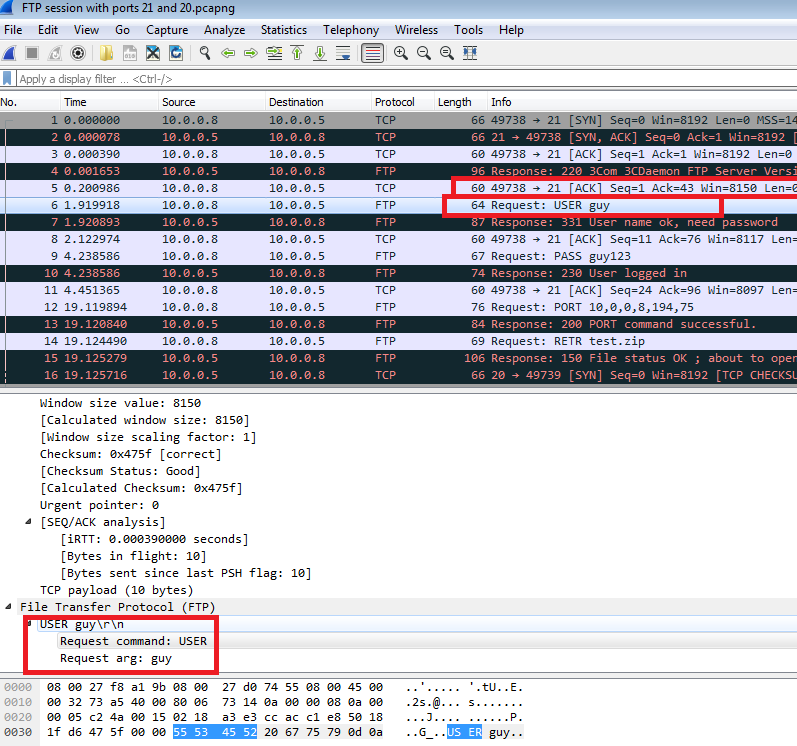 FTP session with ports 21 and 20.pcapng
File Edit View Go Capture Analyze Statistics Telephony Wireless Tools Help
Apply a display filter ... <Ctrl-/>
No. Time Source Destination Protocol Length Info
1 0.000000 10.0.0.8 10.0.0.5 TCP 66 49738 → 21 [SYN] Seq=0 Win=8192 Len=0 MSS=14
2 0.000078 10.0.0.5 10.0.0.8 TCP 66 21 → 49738 [SYN, ACK] Seq=0 Ack=1 Win=8192 [
3 0.000390 10.0.0.8 10.0.0.5 TCP 60 49738 → 21 [ACK] Seq=1 Ack=1 Win=8192 Len=0
4 0.001653 10.0.0.5 10.0.0.8 FTP 96 Response: 220 3Com 3CDaemon FTP Server Versi
5 0.200986 10.0.0.8 10.0.0.5 TCP 60 49738 → 21 [ACK] Seq=1 Ack=43 Win=8150 Len=0
6 1.919918 10.0.0.8 10.0.0.5 FTP 64 Request: USER guy
7 1.920893 10.0.0.5 10.0.0.8 FTP 87 Response: 331 User name ok, need password
8 2.122974 10.0.0.8 10.0.0.5 TCP 60 49738 → 21 [ACK] Seq=11 Ack=76 Win=8117 Len=
9 4.238586 10.0.0.8 10.0.0.5 FTP 67 Request: PASS guy123
10 4.238586 10.0.0.5 10.0.0.8 FTP 74 Response: 230 User logged in
11 4.451365 10.0.0.8 10.0.0.5 TCP 60 49738 → 21 [ACK] Seq=24 Ack=96 Win=8097 Len=
12 19.119894 10.0.0.8 10.0.0.5 FTP 76 Request: PORT 10,0,0,8,194,75
13 19.120840 10.0.0.5 10.0.0.8 FTP 84 Response: 200 PORT command successful.
14 19.124490 10.0.0.8 10.0.0.5 FTP 69 Request: RETR test.zip
15 19.125279 10.0.0.5 10.0.0.8 FTP 106 Response: 150 File status OK ; about to open
16 19.125716 10.0.0.5 10.0.0.8 TCP 66 20 → 49739 [SYN] Seq=0 Win=8192 [TCP CHECKSU
Window size value: 8150
[Calculated window size: 8150]
[Window size scaling factor: 1]
Checksum: 0x475f [correct]
[Checksum Status: Good]
[Calculated Checksum: 0x475f]
Urgent pointer: 0
[SEQ/ACK analysis]
[iRTT: 0.000390000 seconds]
[Bytes in flight: 10]
[Bytes sent since last PSH flag: 10]
TCP payload (10 bytes)
File Transfer Protocol (FTP)
USER guy\r\n
Request command: USER
Request arg: guy
0000 08 00 27 f8 a1 9b 08 00 27 d0 74 55 08 00 45 00 ..'..... '.tU..E.
0010 00 32 73 a5 40 00 80 06 73 14 0a 00 00 08 0a 00 .2s.@... s.......
0020 00 05 c2 4a 00 15 02 18 a3 e3 cc ac c1 e8 50 18 ...J.... ......P.
0030 1f d6 47 5f 00 00 55 53 45 52 20 67 75 79 0d 0a ..G_..US ER guy..